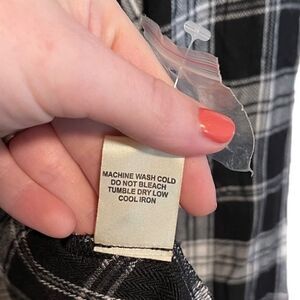 MACHINE WASH COLD
DO NOT BLEACH
TUMBLE DRY LOW
COOL IRON